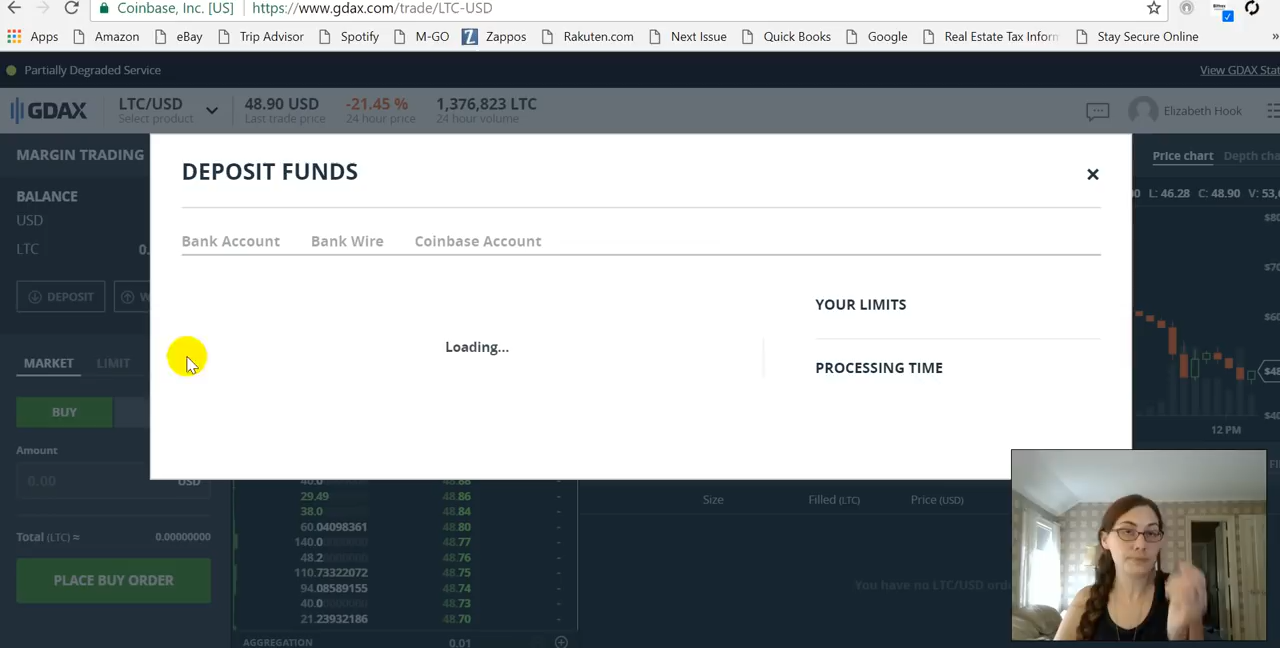 Coinbase, Inc. [US] https://www.gdax.com/trade/LTC-USD
Apps Amazon eBay Trip Advisor Spotify M-GO Zappos Rakuten.com Next Issue Quick Books Google Real Estate Tax Inform Stay Secure Online »
Partially Degraded Service View GDAX Stat
GDAX LTC/USD 48.90 USD -21.45 % 1,376,823 LTC Elizabeth Hook
Select product Last trade price 24 hour price 24 hour volume
MARGIN TRADING
BALANCE
USD
LTC 0.
DEPOSIT W
MARKET LIMIT
BUY
Amount
0.00 USD
Total (LTC) ≈ 0.00000000
PLACE BUY ORDER
DEPOSIT FUNDS
Bank Account Bank Wire Coinbase Account
Loading...
YOUR LIMITS
PROCESSING TIME
Price chart Depth cha
L: 46.28 C: 48.90 V: 53,
$80
$70
$60
$48
$40
12 PM
29.49 48.86 -
38.0 48.84 -
60.04098361 48.80 -
140.0 48.77 -
48.2 48.76 -
110.73322072 48.75 -
94.08589155 48.74 -
40.0 48.73 -
21.23932186 48.70 -
AGGREGATION 0.01
Size Filled (LTC) Price (USD)
You have no LTC/USD ord